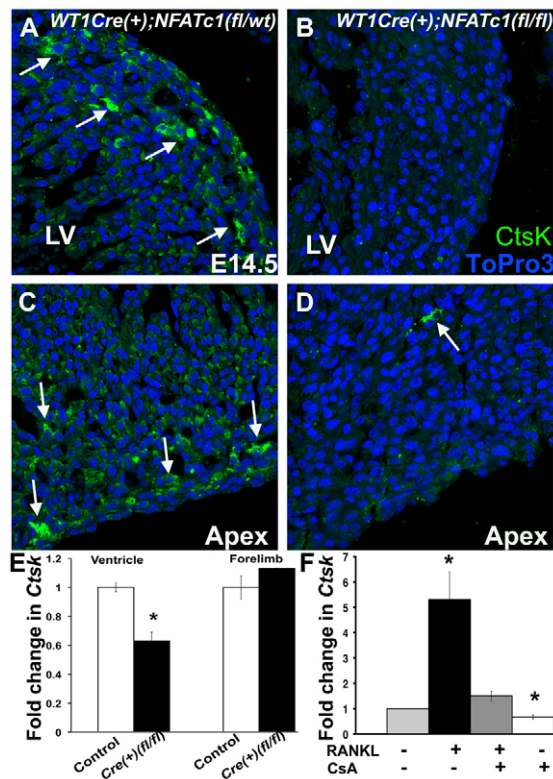 A WT1Cre(+);NFATc1(fl/wt)
B WT1Cre(+);NFATc1(fl/fl)
LV
E14.5
LV
CtsK
ToPro3
C
D
Apex
Apex
E
Ventricle
Forelimb
Fold change in Ctsk
1.2
1
0.8
0.6
0.4
0.2
0
*
Control
Cre(+)(fl/fl)
Control
Cre(+)(fl/fl)
F
Fold change in Ctsk
8
7
6
5
4
3
2
1
0
*
*
RANKL - + + -
CsA - - + +